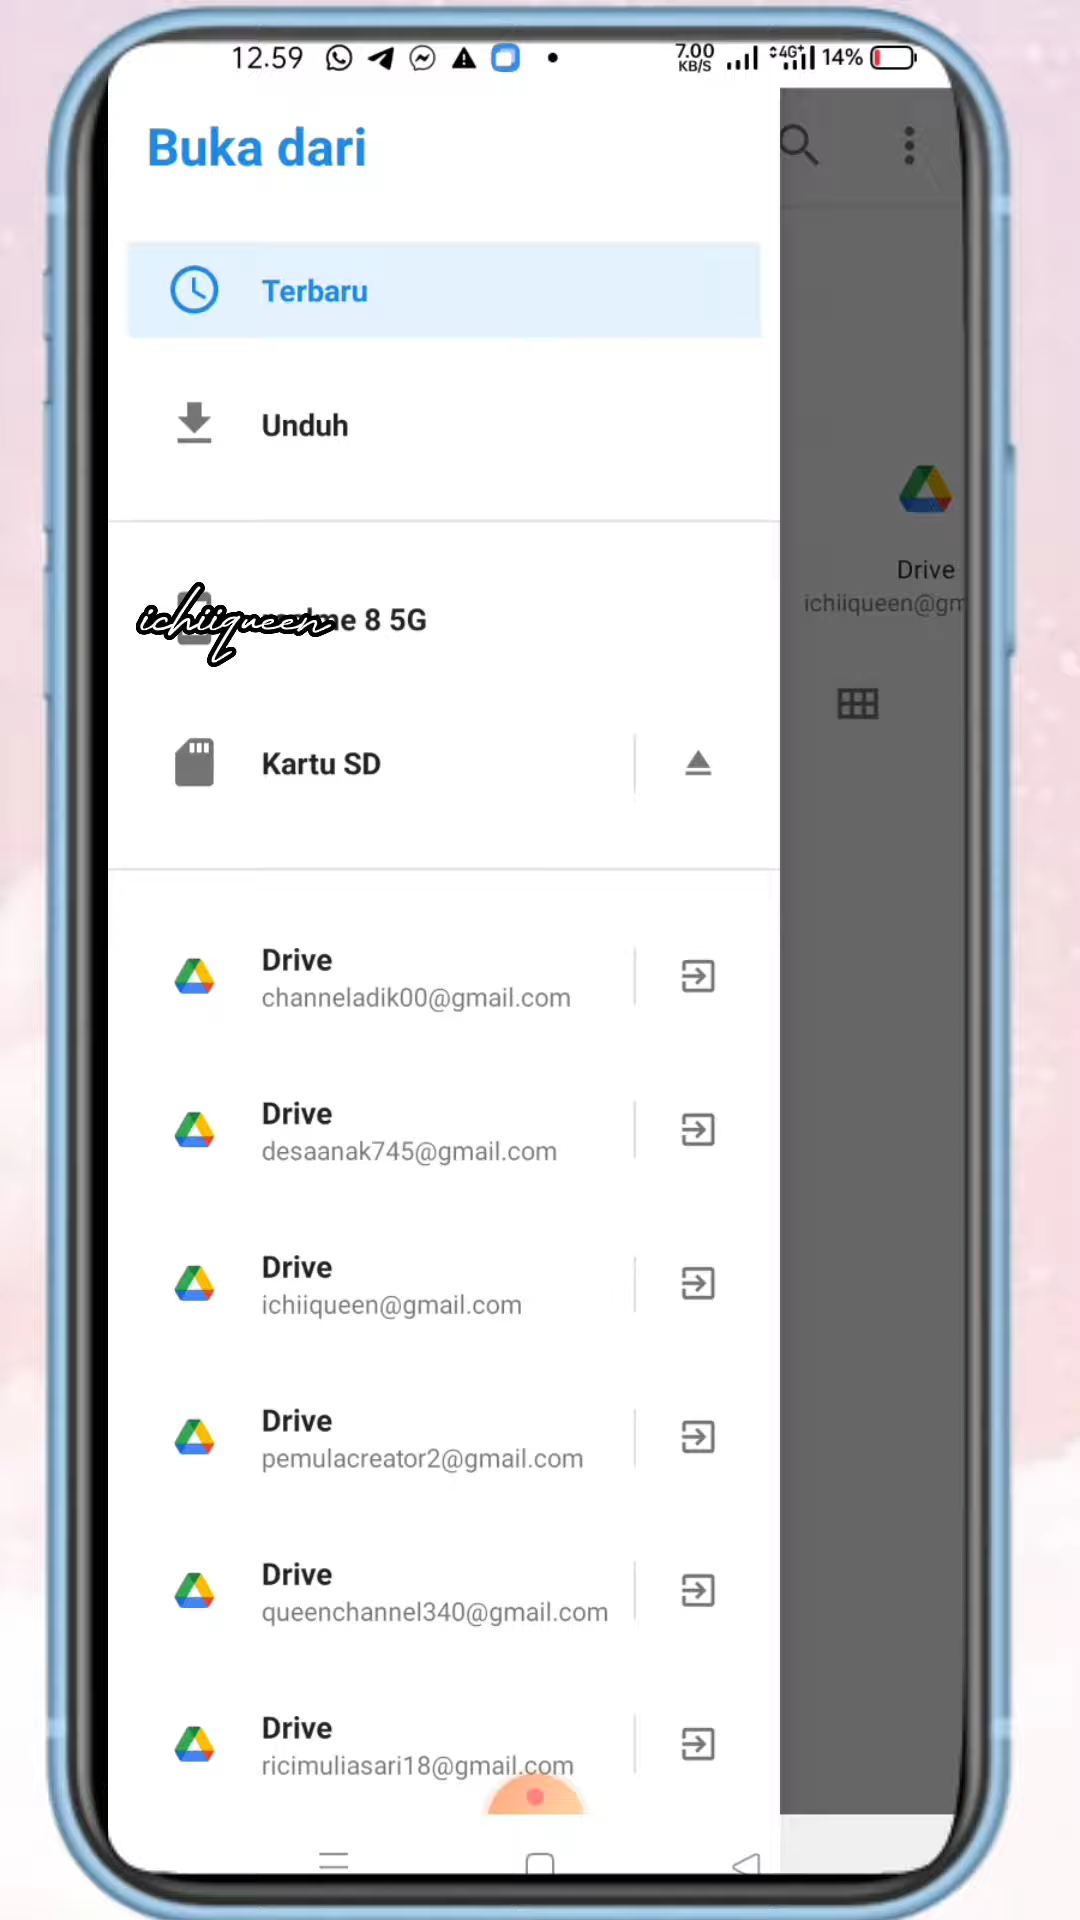 12.59
7.00 KB/S 4G+ 14%
Buka dari
Terbaru
Unduh
ichiiqueen
8 5G
Kartu SD
Drive
channeladik00@gmail.com
Drive
desaanak745@gmail.com
Drive
ichiiqueen@gmail.com
Drive
pemulacreator2@gmail.com
Drive
queenchannel340@gmail.com
Drive
ricimuliasari18@gmail.com
Drive
ichiiqueen@gm